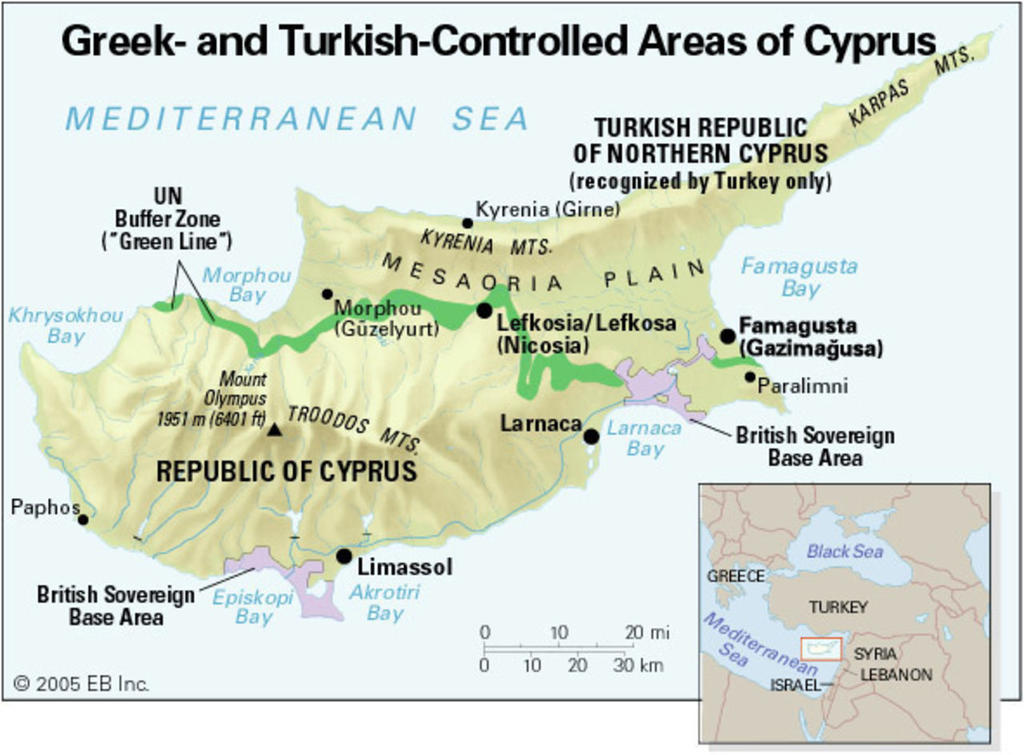 Greek- and Turkish-Controlled Areas of Cyprus
MEDITERRANEAN SEA
KARPAS MTS.
TURKISH REPUBLIC
OF NORTHERN CYPRUS
(recognized by Turkey only)
UN
Buffer Zone
("Green Line")
Kyrenia (Girne)
KYRENIA MTS.
MESAORIA PLAIN
Morphou
Bay
Famagusta
Bay
Khrysokhou
Bay
Morphou
(Güzelyurt)
Lefkosia/Lefkosa
(Nicosia)
Famagusta
(Gazimağusa)
Paralimni
Mount
Olympus
1951 m (6401 ft)
TROODOS MTS.
Larnaca
Larnaca
Bay
British Sovereign
Base Area
REPUBLIC OF CYPRUS
Paphos
Limassol
British Sovereign
Base Area
Episkopi
Bay
Akrotiri
Bay
0 10 20 mi
0 10 20 30 km
© 2005 EB Inc.
Black Sea
GREECE
TURKEY
Mediterranean
Sea
SYRIA
LEBANON
ISRAEL